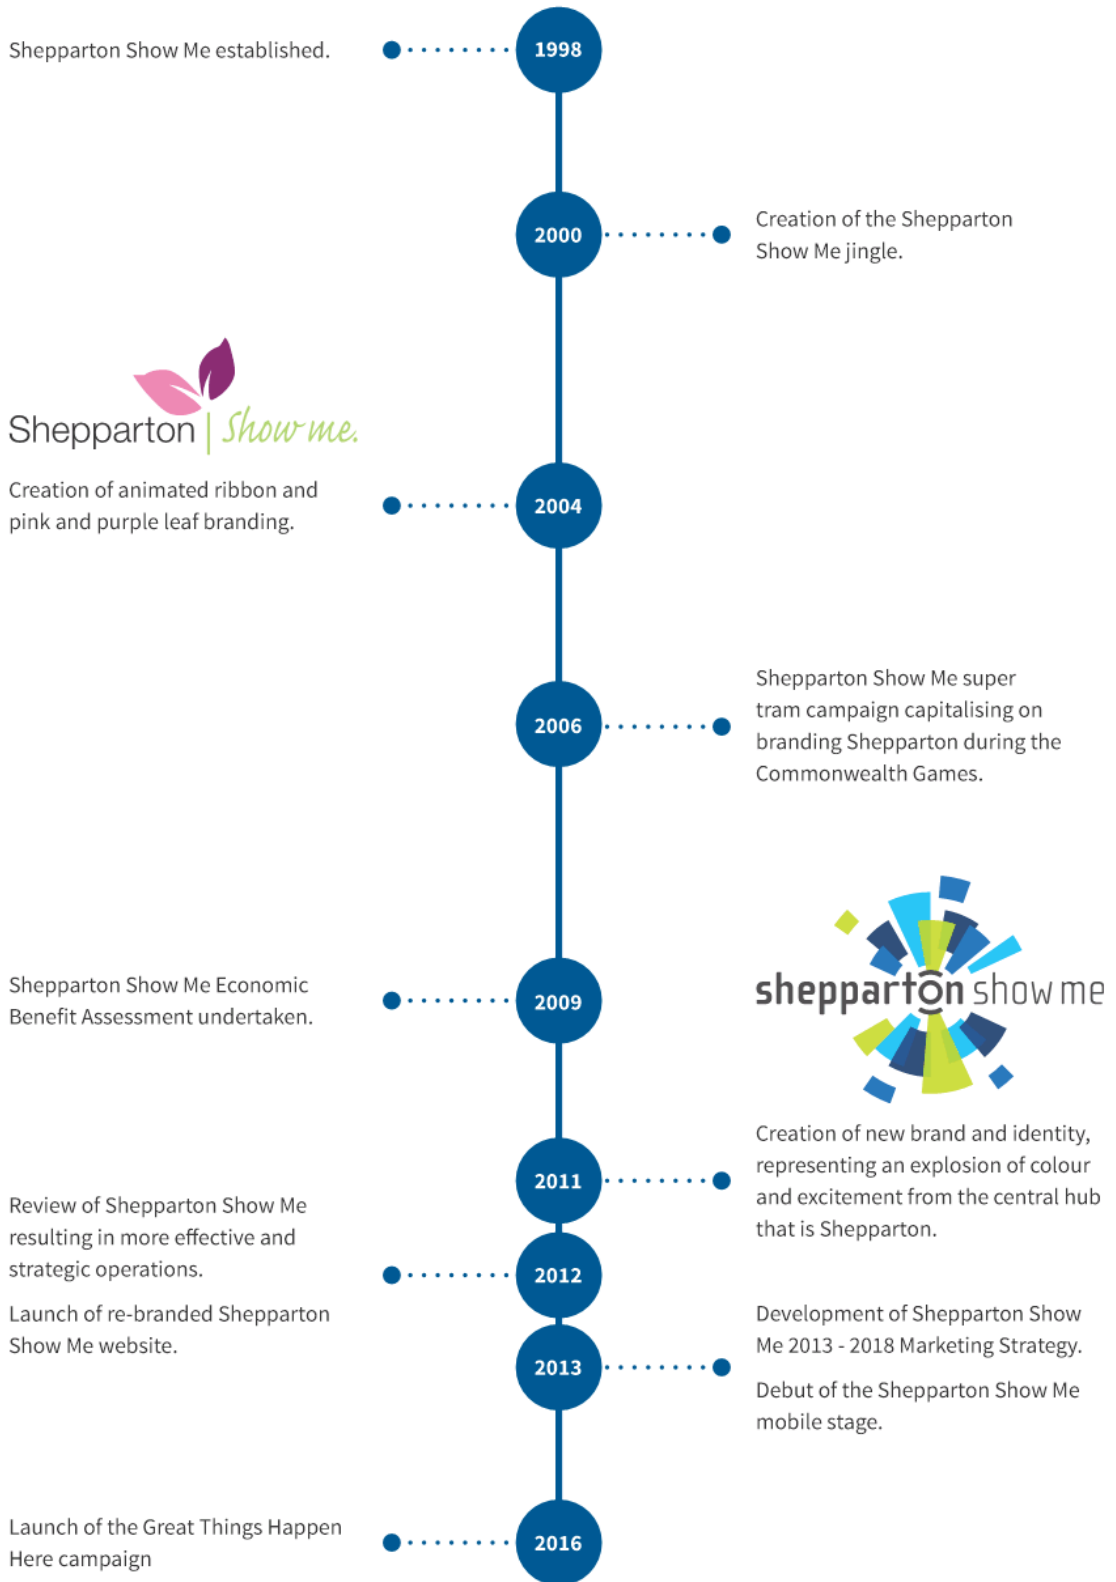 Shepparton Show Me established.
1998
2000
Creation of the Shepparton
Show Me jingle.
Shepparton | Show me.
Creation of animated ribbon and
pink and purple leaf branding.
2004
2006
Shepparton Show Me super
tram campaign capitalising on
branding Shepparton during the
Commonwealth Games.
Shepparton Show Me Economic
Benefit Assessment undertaken.
2009
shepparton show me
2011
Creation of new brand and identity,
representing an explosion of colour
and excitement from the central hub
that is Shepparton.
Review of Shepparton Show Me
resulting in more effective and
strategic operations.
Launch of re-branded Shepparton
Show Me website.
2012
2013
Development of Shepparton Show
Me 2013 - 2018 Marketing Strategy.
Debut of the Shepparton Show Me
mobile stage.
Launch of the Great Things Happen
Here campaign
2016